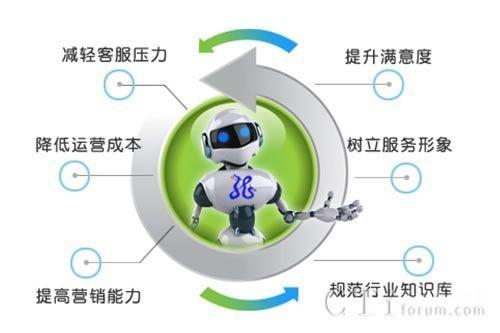 减轻客服压力
提升满意度
降低运营成本
树立服务形象
提高营销能力
规范行业知识库
CTI
forum.com